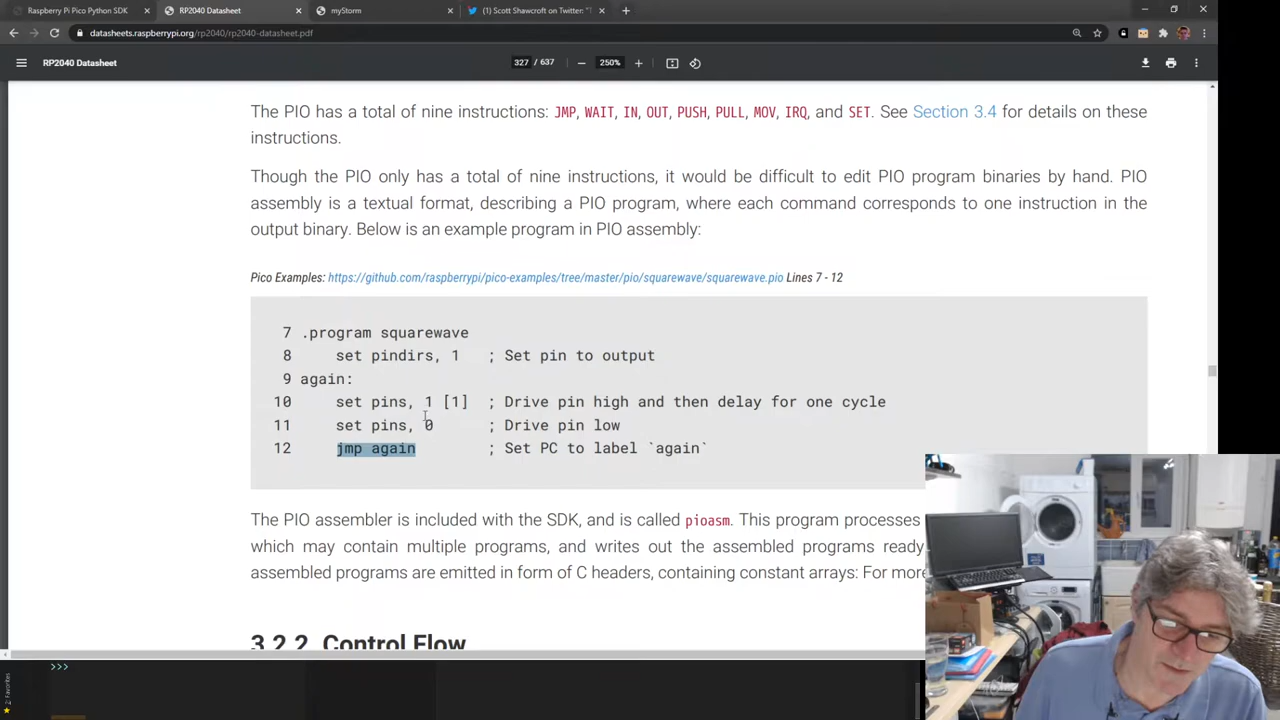 Raspberry Pi Pico Python SDK
RP2040 Datasheet
myStorm
(1) Scott Shawcroft on Twitter: "
datasheets.raspberrypi.org/rp2040/rp2040-datasheet.pdf
RP2040 Datasheet
327 / 637
250%
The PIO has a total of nine instructions: JMP, WAIT, IN, OUT, PUSH, PULL, MOV, IRQ, and SET. See Section 3.4 for details on these
instructions.
Though the PIO only has a total of nine instructions, it would be difficult to edit PIO program binaries by hand. PIO
assembly is a textual format, describing a PIO program, where each command corresponds to one instruction in the
output binary. Below is an example program in PIO assembly:
Pico Examples: https://github.com/raspberrypi/pico-examples/tree/master/pio/squarewave/squarewave.pio Lines 7 - 12
7 .program squarewave
8 set pindirs, 1 ; Set pin to output
9 again:
10 set pins, 1 [1] ; Drive pin high and then delay for one cycle
11 set pins, 0 ; Drive pin low
12 jmp again ; Set PC to label `again`
The PIO assembler is included with the SDK, and is called pioasm. This program processes
which may contain multiple programs, and writes out the assembled programs ready
assembled programs are emitted in form of C headers, containing constant arrays: For more
3.2.2. Control Flow
>>>
2: Favorites